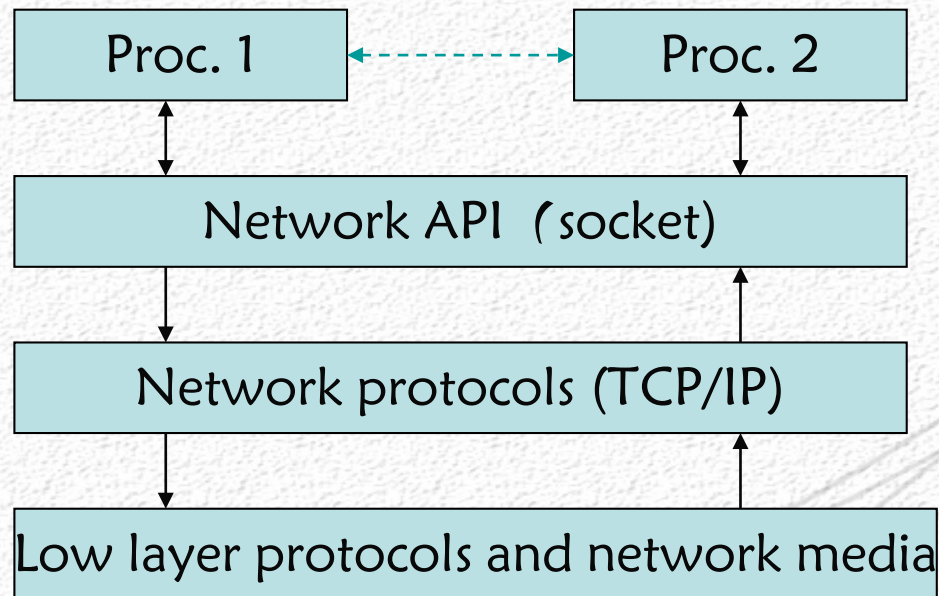 Proc. 1
Proc. 2
Network API ( socket)
Network protocols (TCP/IP)
Low layer protocols and network media